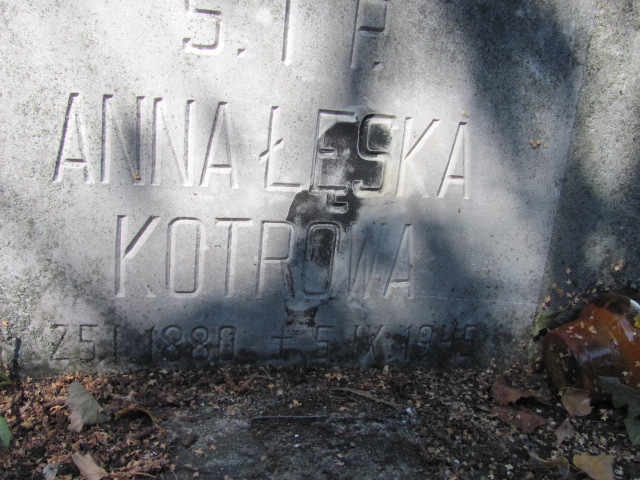 Ś. † P.
ANNA ŁĘSKA
KOTROWA
25 I 1880 + 5 IX 1945